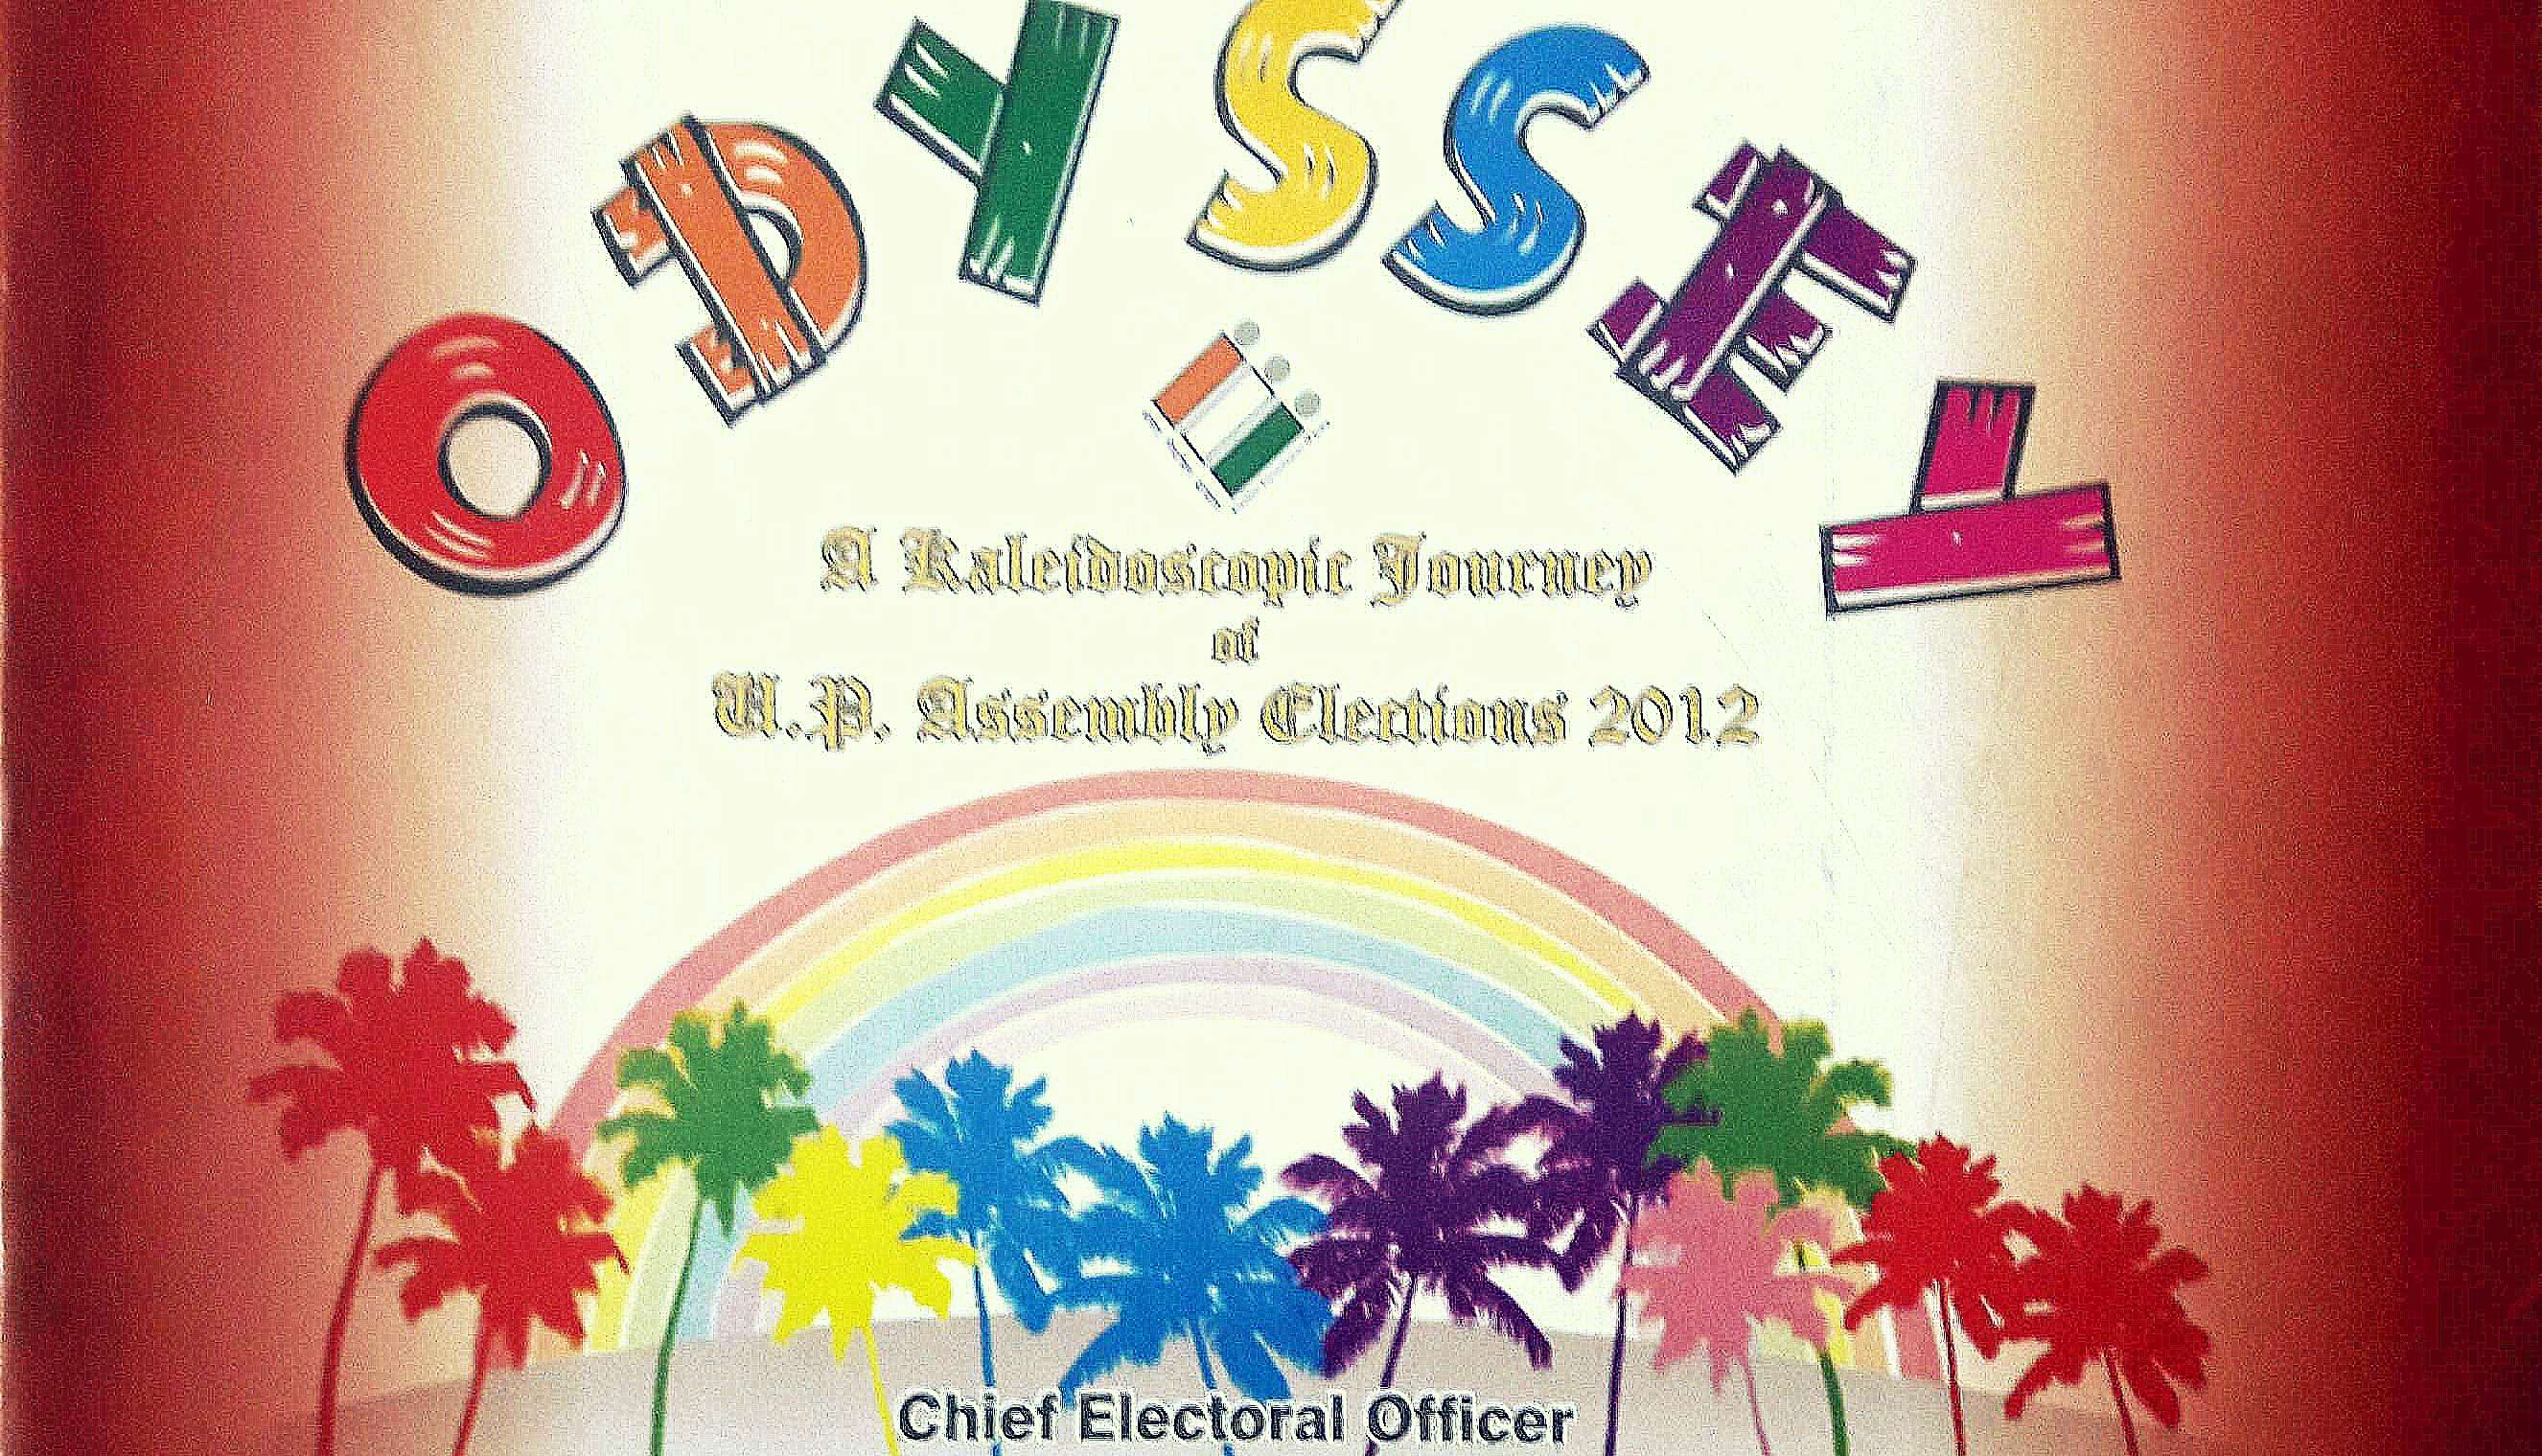 ODYSSEY
A Kaleidoscopic Journey
of
U.P. Assembly Elections 2012
Chief Electoral Officer